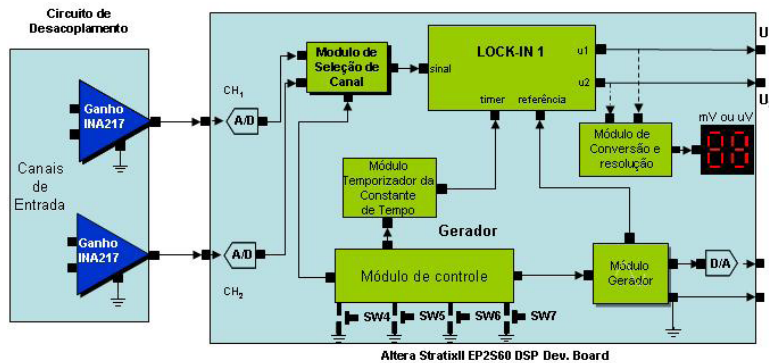 Circuito de
Desacoplamento
Ganho
INA217
Canais
de
Entrada
Ganho
INA217
CH1
A/D
A/D
CH2
Modulo de
Seleção de
Canal
LOCK-IN 1
sinal
u1
u2
timer
referência
U
U
mV ou uV
Módulo de
Conversão e
resolução
88
Módulo
Temporizador da
Constante
de Tempo
Gerador
Módulo de controle
Módulo
Gerador
D/A
SW4
SW5
SW6
SW7
Altera StratixII EP2S60 DSP Dev. Board